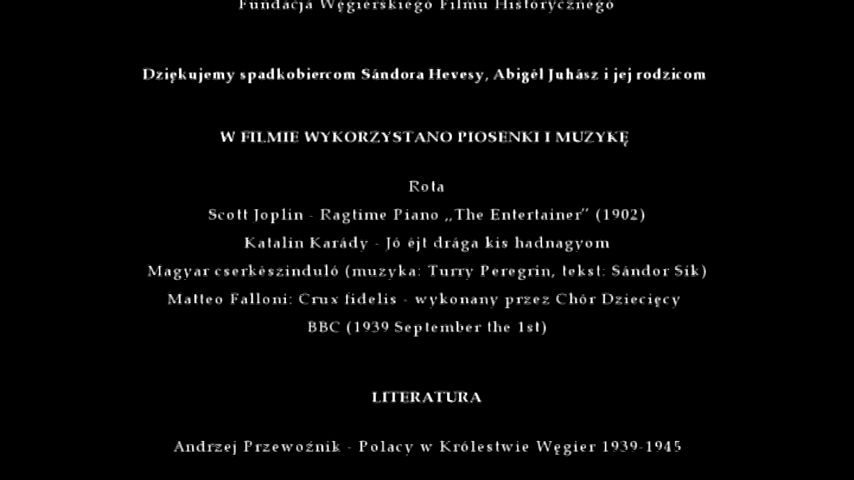 Fundacja Węgierskiego Filmu Historycznego
Dziękujemy spadkobiercom Sándora Hevesy, Abigél Juhász i jej rodzicom
W FILMIE WYKORZYSTANO PIOSENKI I MUZYKĘ
Rota
Scott Joplin - Ragtime Piano „The Entertainer” (1902)
Katalin Karády - Jó éjt drága kis hadnagyom
Magyar cserkészinduló (muzyka: Turry Peregrin, tekst: Sándor Sík)
Matteo Falloni: Crux fidelis - wykonany przez Chór Dziecięcy
BBC (1939 September the 1st)
LITERATURA
Andrzej Przewoźnik - Polacy w Królestwie Węgier 1939-1945